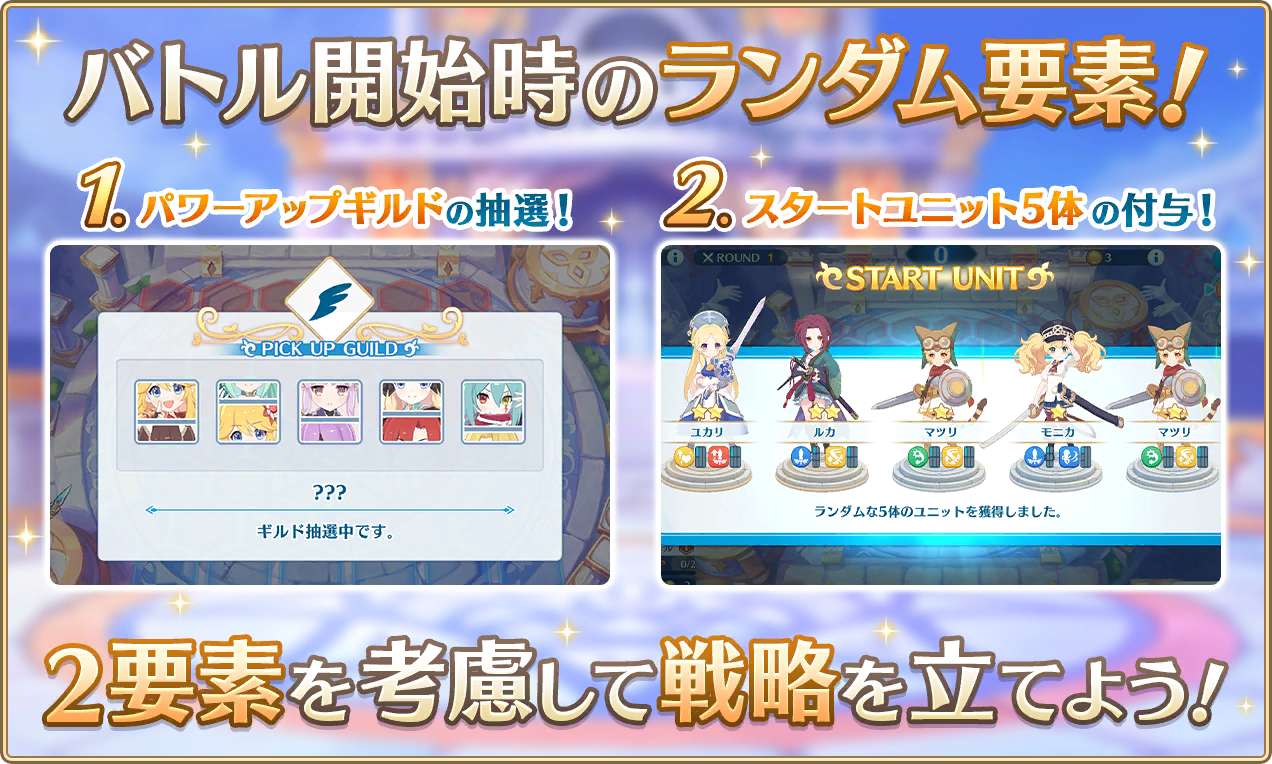 バトル開始時のランダム要素！
1. パワーアップギルドの抽選！
PICK UP GUILD
???
ギルド抽選中です。
2. スタートユニット5体の付与！
ROUND 1
0
3
START UNIT
ユカリ
ルカ
マツリ
モニカ
マツリ
ランダムな5体のユニットを獲得しました。
0/2
2要素を考慮して戦略を立てよう！